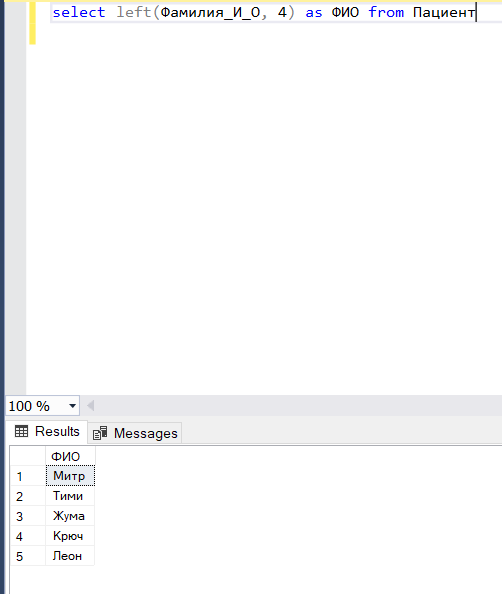 select left(Фамилия_И_О, 4) as ФИО from Пациент
100 %
Results Messages
ФИО
1 Митр
2 Тими
3 Жума
4 Крюч
5 Леон